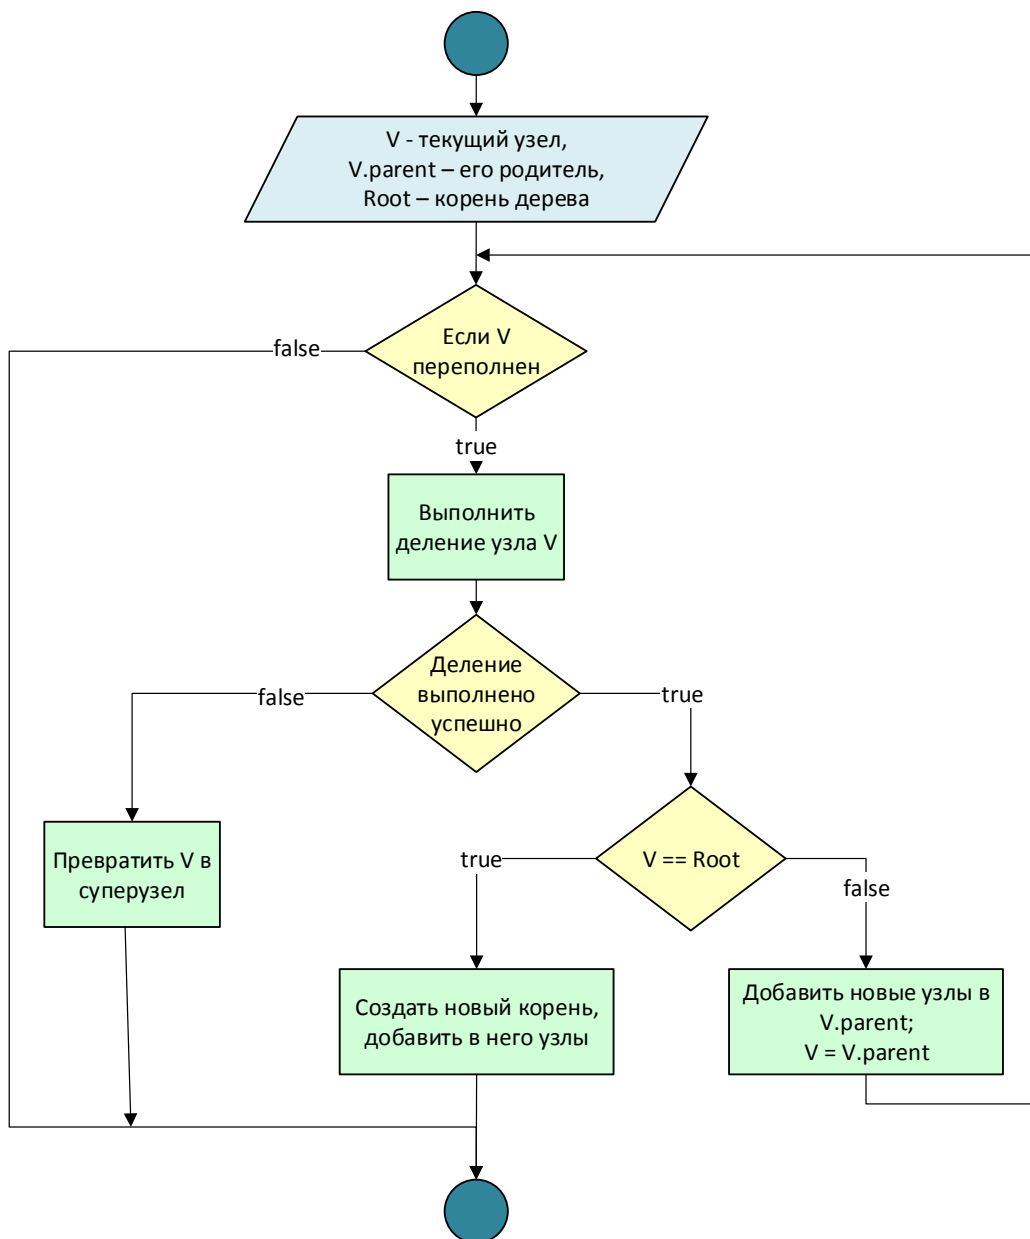 V - текущий узел,
V.parent – его родитель,
Root – корень дерева
Если V
переполнен
false
true
Выполнить
деление узла V
Деление
выполнено
успешно
false
true
Превратить V в
суперузел
V == Root
true
false
Создать новый корень,
добавить в него узлы
Добавить новые узлы в
V.parent;
V = V.parent